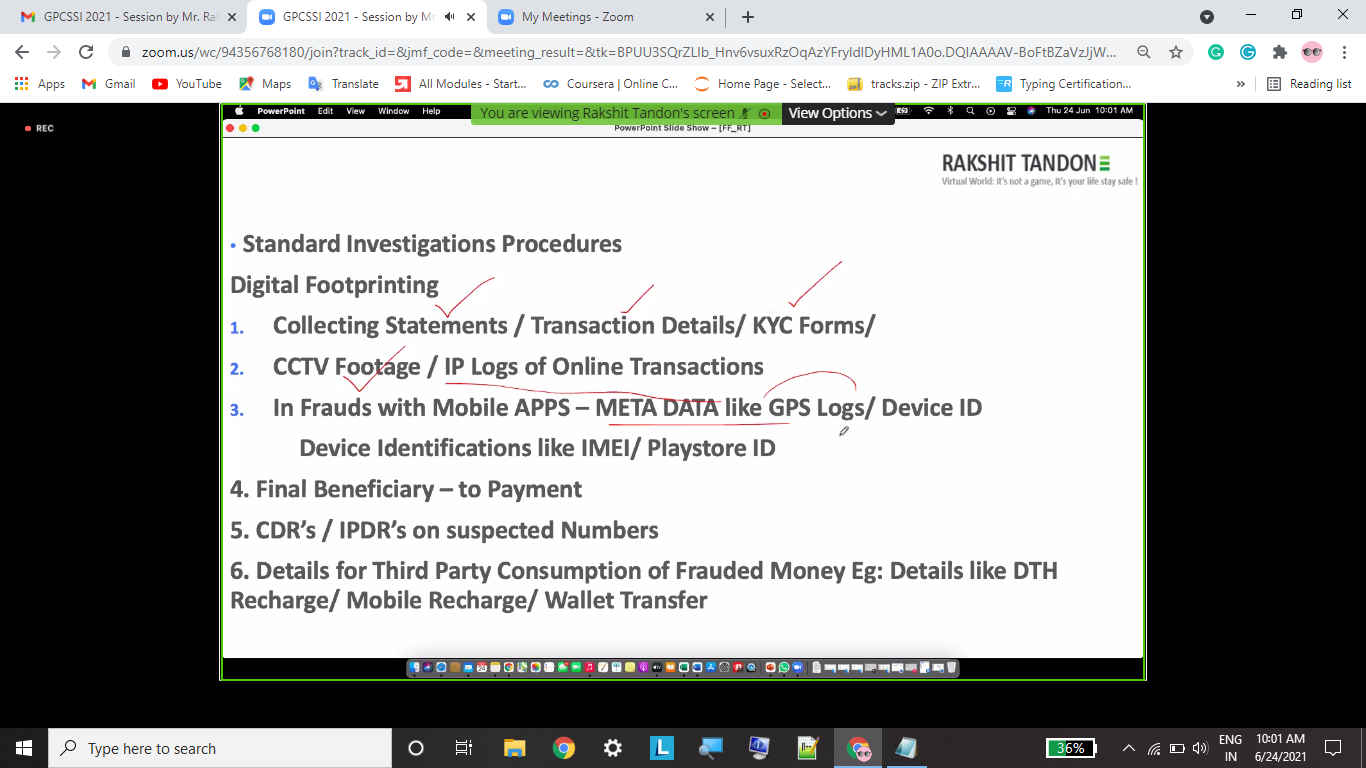 GPCSSI 2021 - Session by Mr. Ra
GPCSSI 2021 - Session by Mr
My Meetings - Zoom
zoom.us/wc/94356768180/join?track_id=&jmf_code=&meeting_result=&tk=
Apps
Gmail
YouTube
Maps
Translate
All Modules - Start...
Coursera | Online C...
Home Page - Select...
tracks.zip - ZIP Extr...
Typing Certification...
»
Reading list
REC
PowerPoint Edit View Window Help
You are viewing Rakshit Tandon's screen
View Options
Thu 24 Jun 10:01 AM
PowerPoint Slide Show – [FF_RT]
RAKSHIT TANDON
Virtual World: It's not a game, It's your life stay safe !
• Standard Investigations Procedures
Digital Footprinting
1. Collecting Statements / Transaction Details/ KYC Forms/
2. CCTV Footage / IP Logs of Online Transactions
3. In Frauds with Mobile APPS – META DATA like GPS Logs/ Device ID
Device Identifications like IMEI/ Playstore ID
4. Final Beneficiary – to Payment
5. CDR's / IPDR's on suspected Numbers
6. Details for Third Party Consumption of Frauded Money Eg: Details like DTH
Recharge/ Mobile Recharge/ Wallet Transfer
Type here to search
L
36%
ENG
IN
10:01 AM
6/24/2021